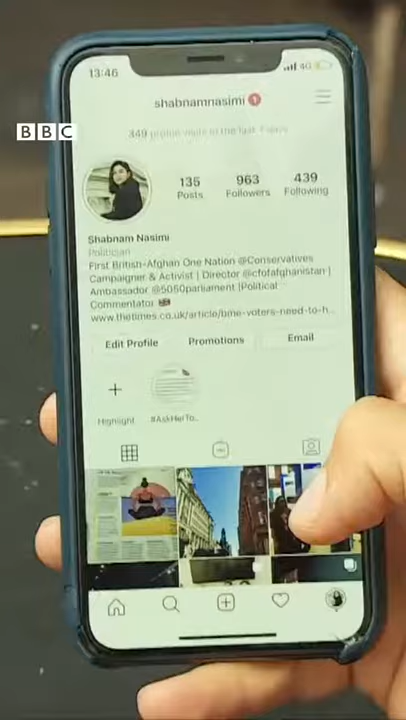 13:46
4G
shabnamnasimi 1
BBC
349 profile visits in the last
135 963 439
Posts Followers Following
Shabnam Nasimi
Politician
First British-Afghan One Nation @Conservatives
Campaigner & Activist | Director @cfofafghanistan |
Ambassador @5050parliament |Political
Commentator 🇬🇧
www.thetimes.co.uk/article/bme-voters-need-to-h...
Edit Profile Promotions Email
Highlight #AskHerTo...